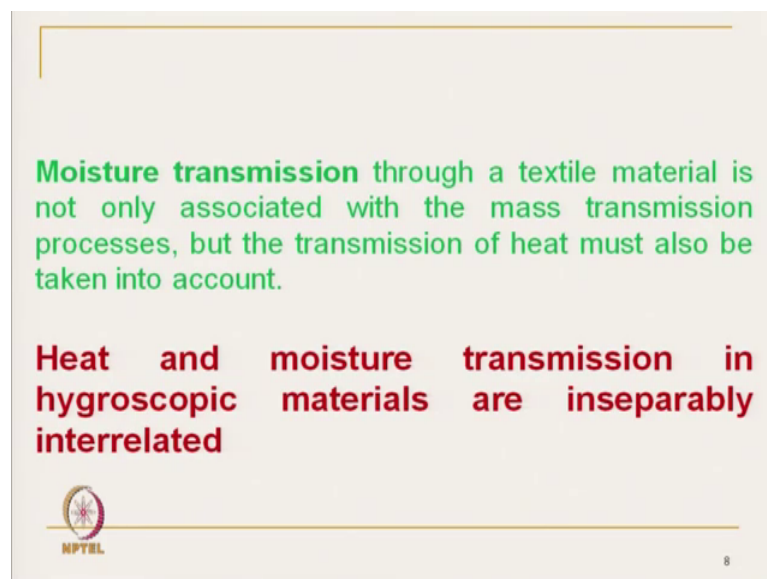 Moisture transmission through a textile material is
not only associated with the mass transmission
processes, but the transmission of heat must also be
taken into account.
Heat and moisture transmission in
hygroscopic materials are inseparably
interrelated
NPTEL
8